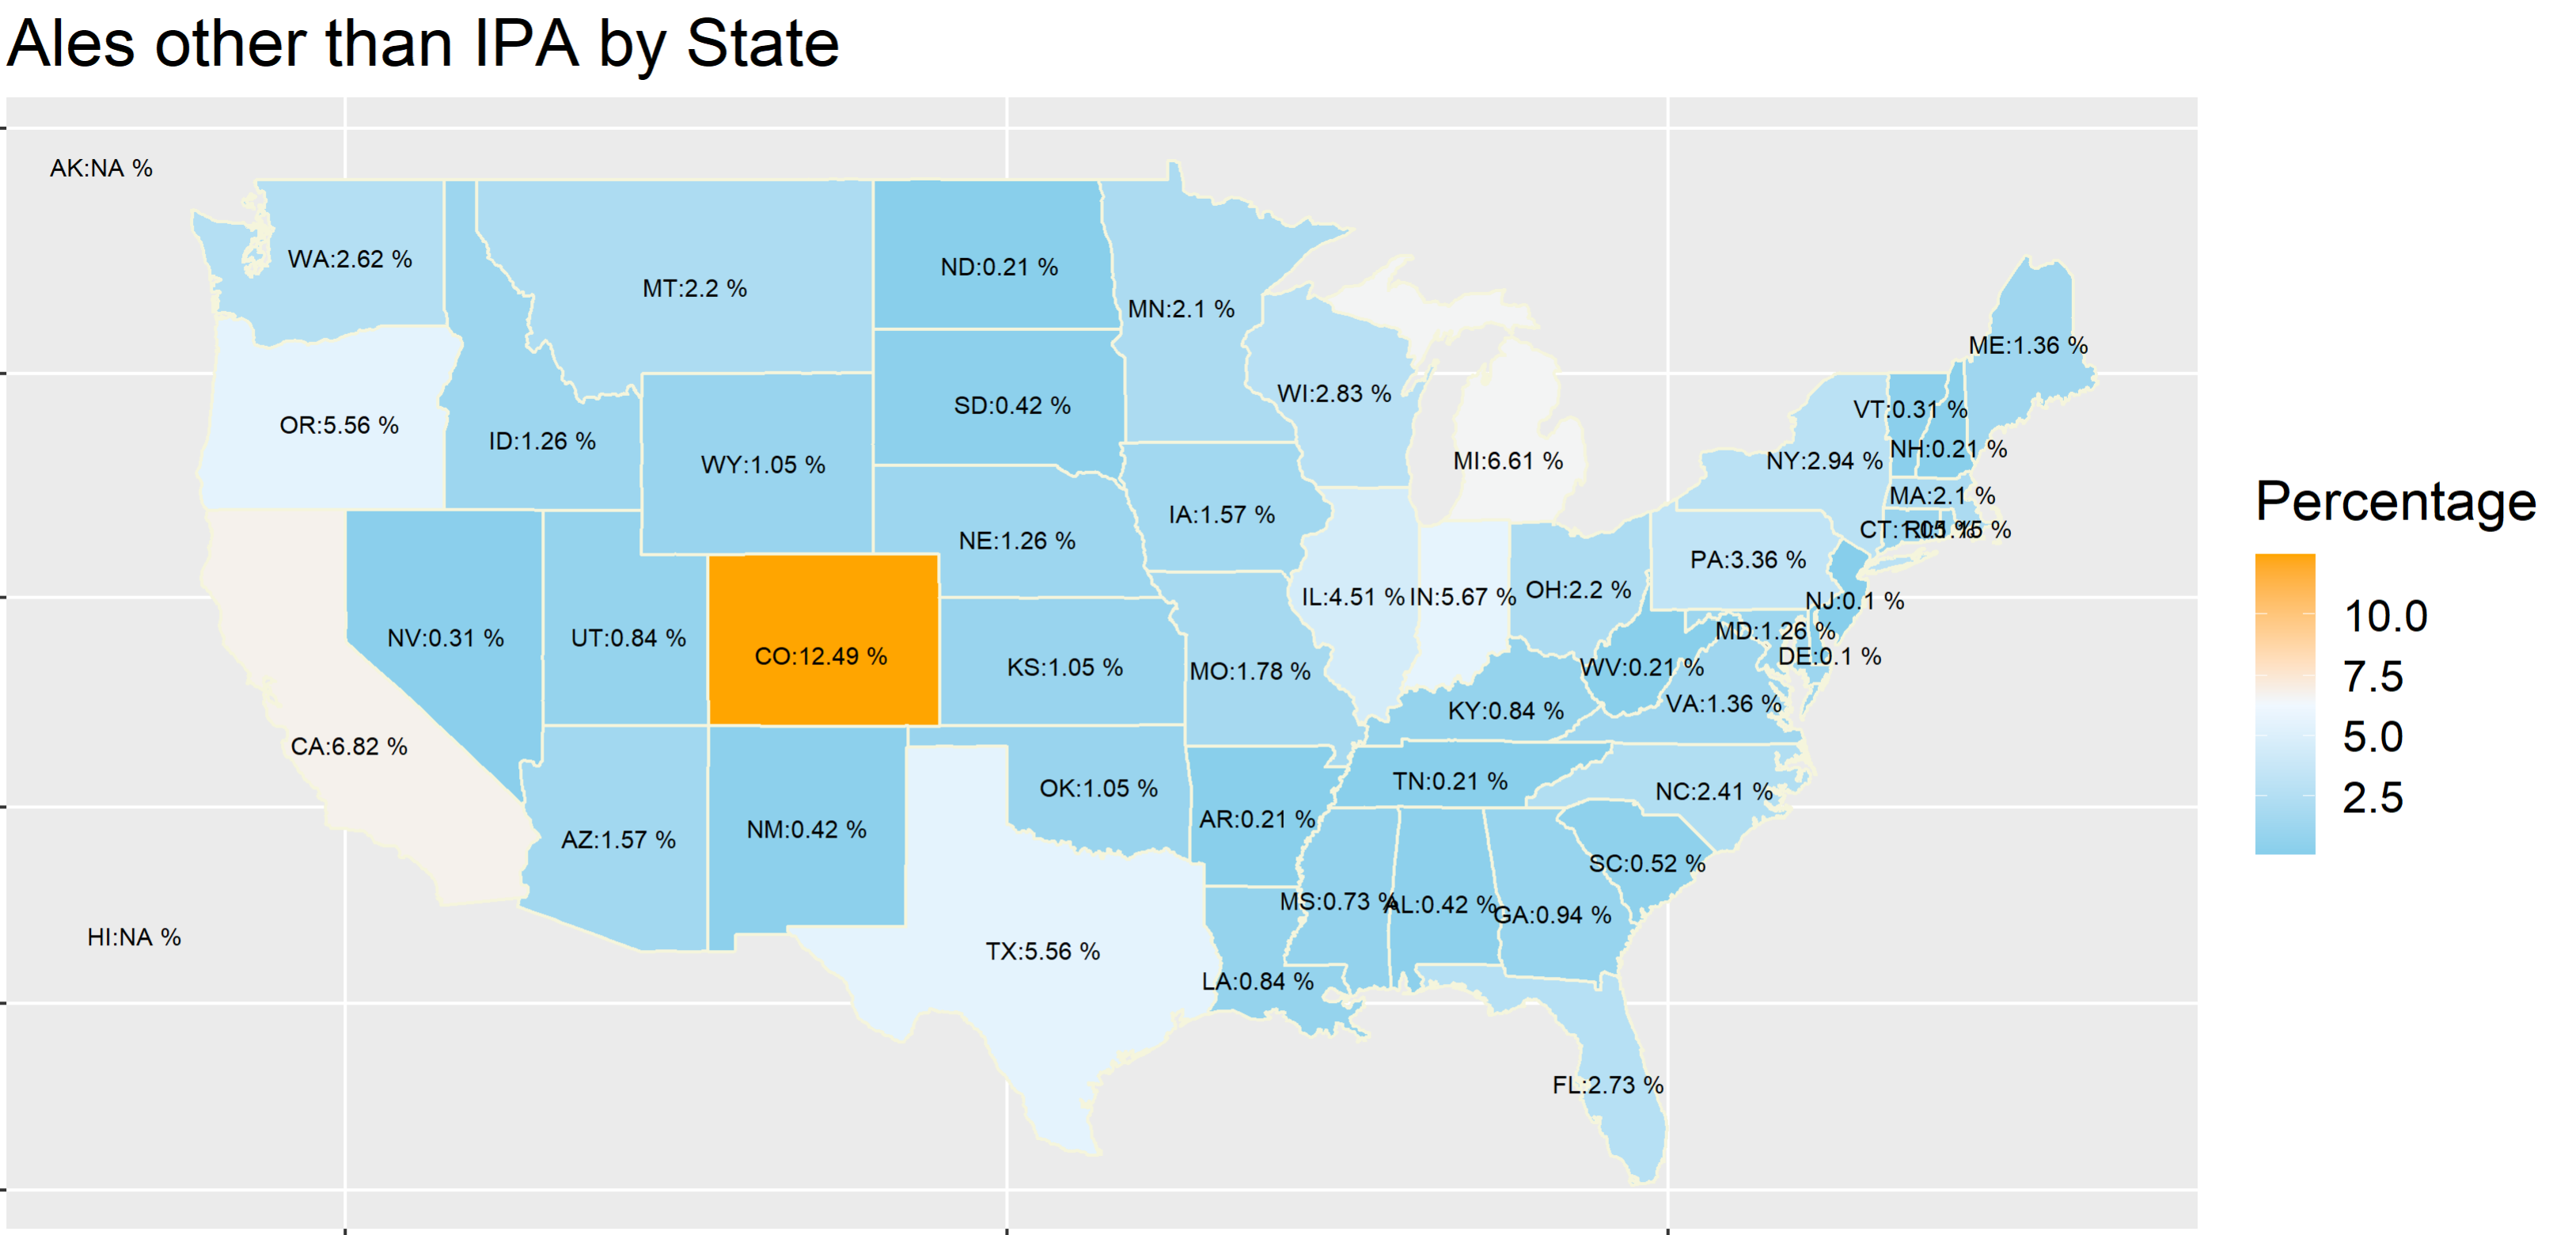 Ales other than IPA by State
AK:NA %
WA:2.62 %
MT:2.2 %
ND:0.21 %
MN:2.1 %
ME:1.36 %
WI:2.83 %
SD:0.42 %
VT:0.31 %
OR:5.56 %
ID:1.26 %
NH:0.21 %
WY:1.05 %
MI:6.61 %
NY:2.94 %
MA:2.1 %
IA:1.57 %
CT:1.05 %
RI:1.15 %
NE:1.26 %
PA:3.36 %
OH:2.2 %
IL:4.51 %
IN:5.67 %
NJ:0.1 %
MD:1.26 %
NV:0.31 %
UT:0.84 %
CO:12.49 %
DE:0.1 %
KS:1.05 %
MO:1.78 %
WV:0.21 %
VA:1.36 %
KY:0.84 %
CA:6.82 %
TN:0.21 %
OK:1.05 %
NC:2.41 %
AR:0.21 %
NM:0.42 %
AZ:1.57 %
SC:0.52 %
MS:0.73 %
AL:0.42 %
GA:0.94 %
HI:NA %
TX:5.56 %
LA:0.84 %
FL:2.73 %
Percentage
10.0
7.5
5.0
2.5